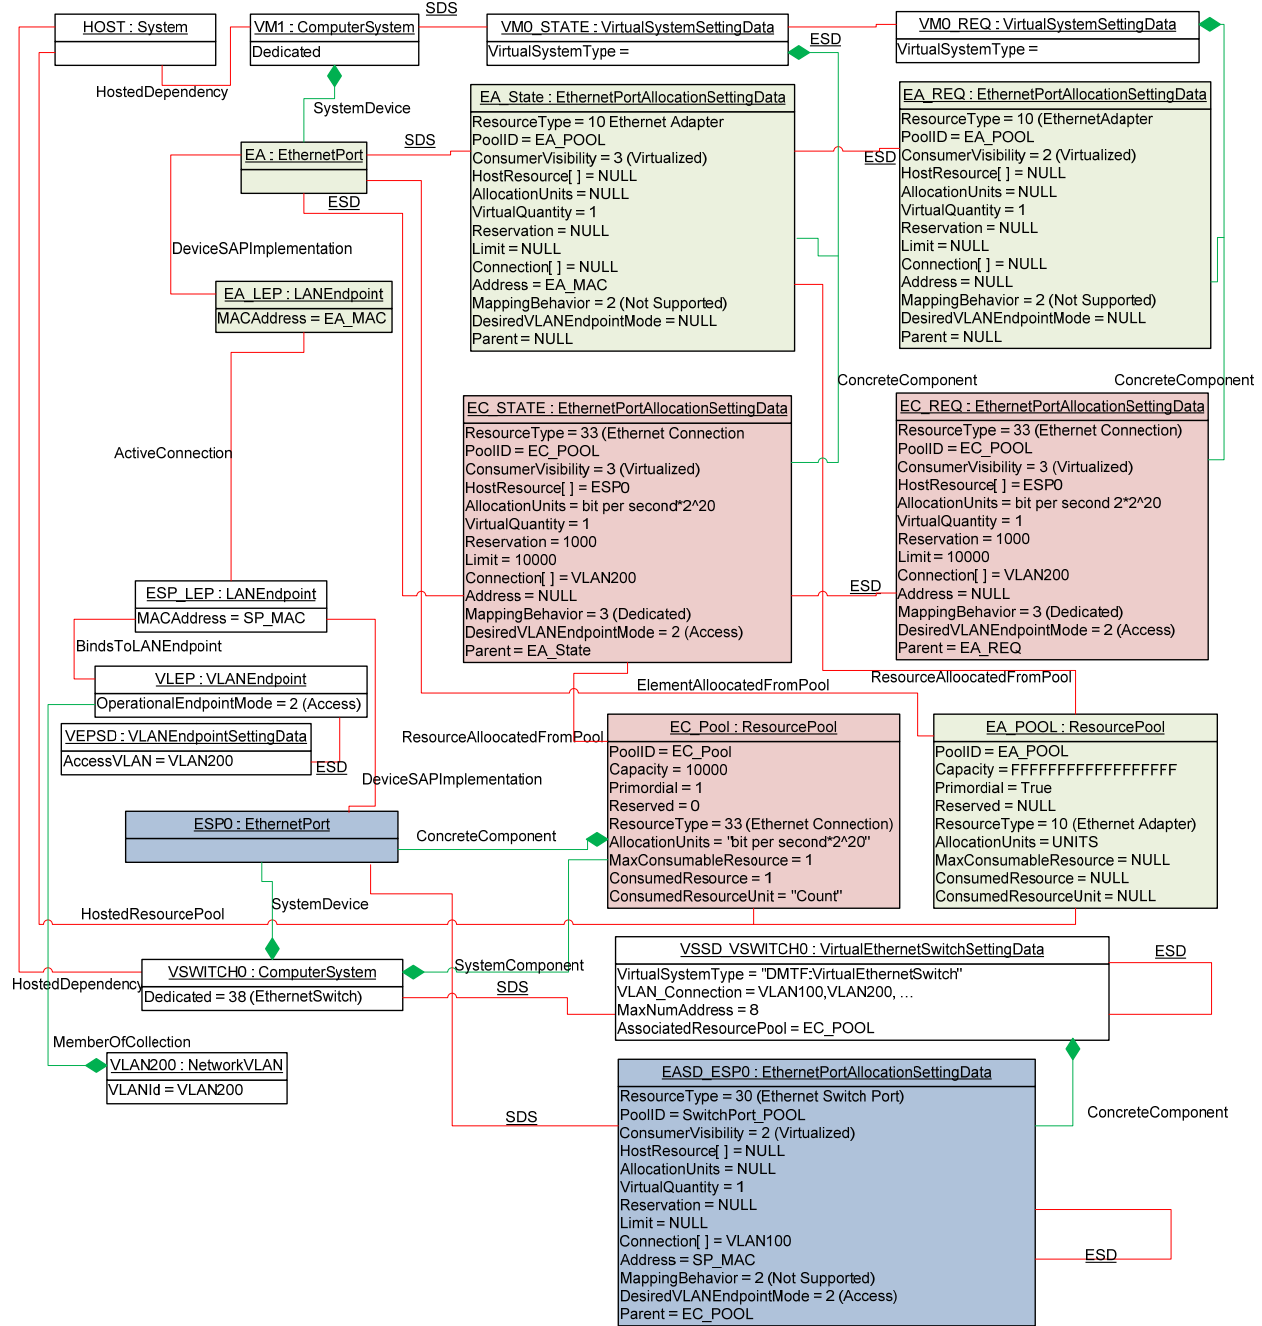 HOST : System
VM1 : ComputerSystem
Dedicated
SDS
VM0_STATE : VirtualSystemSettingData
VirtualSystemType =
ESD
VM0_REQ : VirtualSystemSettingData
VirtualSystemType =
HostedDependency
SystemDevice
EA : EthernetPort
SDS
ESD
EA_State : EthernetPortAllocationSettingData
ResourceType = 10 Ethernet Adapter
PoolID = EA_POOL
ConsumerVisibility = 3 (Virtualized)
HostResource[ ] = NULL
AllocationUnits = NULL
VirtualQuantity = 1
Reservation = NULL
Limit = NULL
Connection[ ] = NULL
Address = EA_MAC
MappingBehavior = 2 (Not Supported)
DesiredVLANEndpointMode = NULL
Parent = NULL
ESD
EA_REQ : EthernetPortAllocationSettingData
ResourceType = 10 (EthernetAdapter
PoolID = EA_POOL
ConsumerVisibility = 2 (Virtualized)
HostResource[ ] = NULL
AllocationUnits = NULL
VirtualQuantity = 1
Reservation = NULL
Limit = NULL
Connection[ ] = NULL
Address = NULL
MappingBehavior = 2 (Not Supported)
DesiredVLANEndpointMode = NULL
Parent = NULL
DeviceSAPImplementation
EA_LEP : LANEndpoint
MACAddress = EA_MAC
ConcreteComponent
ConcreteComponent
ActiveConnection
EC_STATE : EthernetPortAllocationSettingData
ResourceType = 33 (Ethernet Connection
PoolID = EC_POOL
ConsumerVisibility = 3 (Virtualized)
HostResource[ ] = ESP0
AllocationUnits = bit per second*2^20
VirtualQuantity = 1
Reservation = 1000
Limit = 10000
Connection[ ] = VLAN200
Address = NULL
MappingBehavior = 3 (Dedicated)
DesiredVLANEndpointMode = 2 (Access)
Parent = EA_State
ESD
EC_REQ : EthernetPortAllocationSettingData
ResourceType = 33 (Ethernet Connection)
PoolID = EC_POOL
ConsumerVisibility = 3 (Virtualized)
HostResource[ ] = ESP0
AllocationUnits = bit per second 2*2^20
VirtualQuantity = 1
Reservation = 1000
Limit = 10000
Connection[ ] = VLAN200
Address = NULL
MappingBehavior = 3 (Dedicated)
DesiredVLANEndpointMode = 2 (Access)
Parent = EA_REQ
ESP_LEP : LANEndpoint
MACAddress = SP_MAC
BindsToLANEndpoint
VLEP : VLANEndpoint
OperationalEndpointMode = 2 (Access)
VEPSD : VLANEndpointSettingData
AccessVLAN = VLAN200
ESD
ElementAlloocatedFromPool
ResourceAlloocatedFromPool
ResourceAlloocatedFromPool
DeviceSAPImplementation
EC_Pool : ResourcePool
PoolID = EC_Pool
Capacity = 10000
Primordial = 1
Reserved = 0
ResourceType = 33 (Ethernet Connection)
AllocationUnits = "bit per second*2^20"
MaxConsumableResource = 1
ConsumedResource = 1
ConsumedResourceUnit = "Count"
EA_POOL : ResourcePool
PoolID = EA_POOL
Capacity = FFFFFFFFFFFFFFFFFF
Primordial = True
Reserved = NULL
ResourceType = 10 (Ethernet Adapter)
AllocationUnits = UNITS
MaxConsumableResource = NULL
ConsumedResource = NULL
ConsumedResourceUnit = NULL
ESP0 : EthernetPort
ConcreteComponent
SystemDevice
HostedResourcePool
HostedDependency
VSWITCH0 : ComputerSystem
Dedicated = 38 (EthernetSwitch)
SystemComponent
SDS
VSSD_VSWITCH0 : VirtualEthernetSwitchSettingData
VirtualSystemType = "DMTF:VirtualEthernetSwitch"
VLAN_Connection = VLAN100,VLAN200, ...
MaxNumAddress = 8
AssociatedResourcePool = EC_POOL
ESD
MemberOfCollection
VLAN200 : NetworkVLAN
VLANId = VLAN200
SDS
EASD_ESP0 : EthernetPortAllocationSettingData
ResourceType = 30 (Ethernet Switch Port)
PoolID = SwitchPort_POOL
ConsumerVisibility = 2 (Virtualized)
HostResource[ ] = NULL
AllocationUnits = NULL
VirtualQuantity = 1
Reservation = NULL
Limit = NULL
Connection[ ] = VLAN100
Address = SP_MAC
MappingBehavior = 2 (Not Supported)
DesiredVLANEndpointMode = 2 (Access)
Parent = EC_POOL
ConcreteComponent
ESD